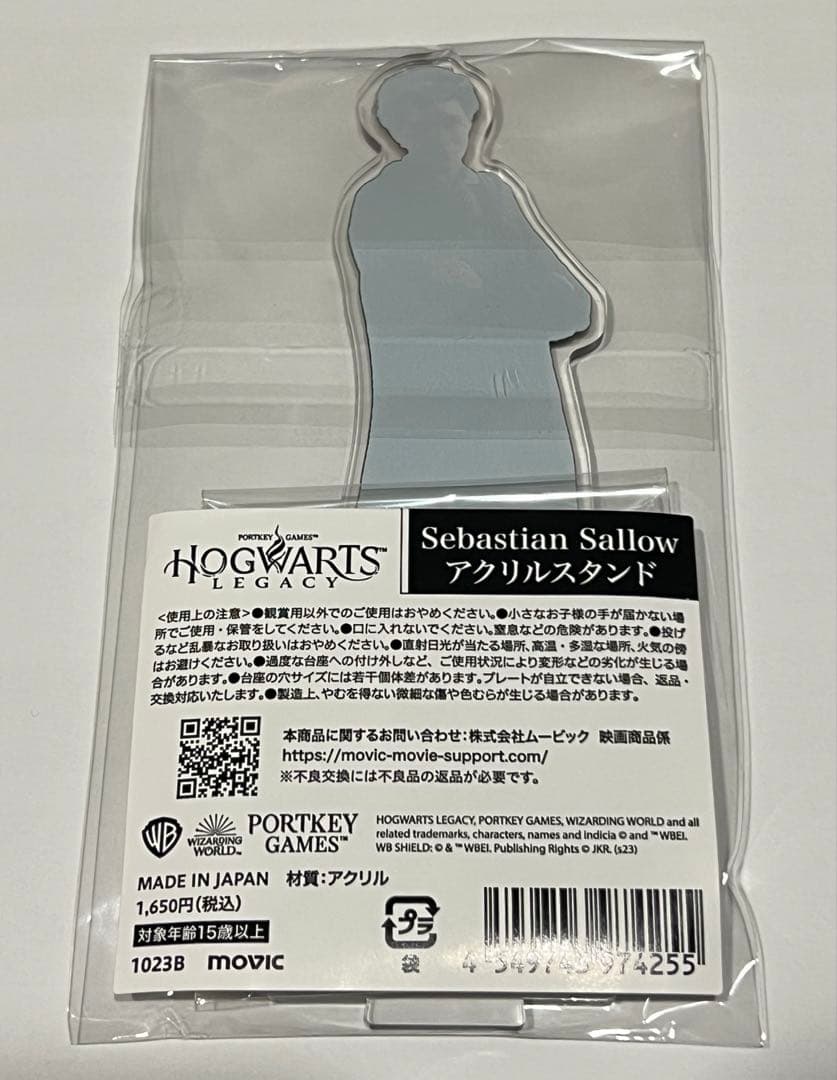 PORTKEY GAMES™
HOGWARTS™
LEGACY
Sebastian Sallow
アクリルスタンド
<使用上の注意>●観賞用以外でのご使用はおやめください。●小さなお子様の手が届かない場
所でご使用・保管をしてください。●口に入れないでください。窒息などの危険があります。●投げ
るなど乱暴なお取り扱いはおやめください。●直射日光が当たる場所、高温・多湿な場所、火気の傍
はお避けください。●過度な台座への付け外しなど、ご使用状況により変形などの劣化が生じる場
合があります。●台座の穴サイズには若干個体差があります。プレートが自立できない場合、返品・
交換対応いたします。●製造上、やむを得ない微細な傷や色むらが生じる場合があります。
本商品に関するお問い合わせ：株式会社ムービック 映画商品係
https://movic-movie-support.com/
※不良交換には不良品の返品が必要です。
WB
WIZARDING
WORLD™
PORTKEY
GAMES™
HOGWARTS LEGACY, PORTKEY GAMES, WIZARDING WORLD and all
related trademarks, characters, names and indicia © and ™ WBEI.
WB SHIELD: © & ™ WBEI. Publishing Rights © JKR. (s23)
MADE IN JAPAN 材質：アクリル
1,650円(税込)
対象年齢15歳以上
1023B movic
プラ
袋
4 549743 974255